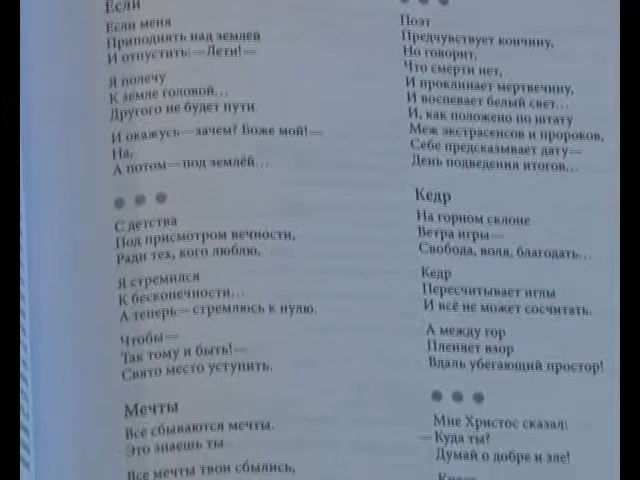 Если
Если меня
Приподнять над землёй
И отпустить:—Лети!—
Я полечу
К земле головой...
Другого не будет пути
И окажусь—зачем? Боже мой!—
На,
А потом—под землёй...
С детства
Под присмотром вечности,
Ради тех, кого люблю,
Я стремился
К бесконечности...
А теперь—стремлюсь к нулю.
Чтобы—
Так тому и быть!—
Свято место уступить.
Мечты
Все сбываются мечты.
Это знаешь ты
Все мечты твои сбылись,
Поэт
Предчувствует кончину,
Но говорит,
Что смерти нет,
И проклинает мертвечину,
И воспевает белый свет...
И, как положено по штату
Меж экстрасенсов и пророков,
Себе предсказывает дату—
День подведения итогов...
Кедр
На горном склоне
Ветра игры—
Свобода, воля, благодать...
Кедр
Пересчитывает иглы
И всё не может сосчитать.
А между гор
Пленяет взор
Вдаль убегающий простор!
Мне Христос сказал:
—Куда ты?
Думай о добре и зле!